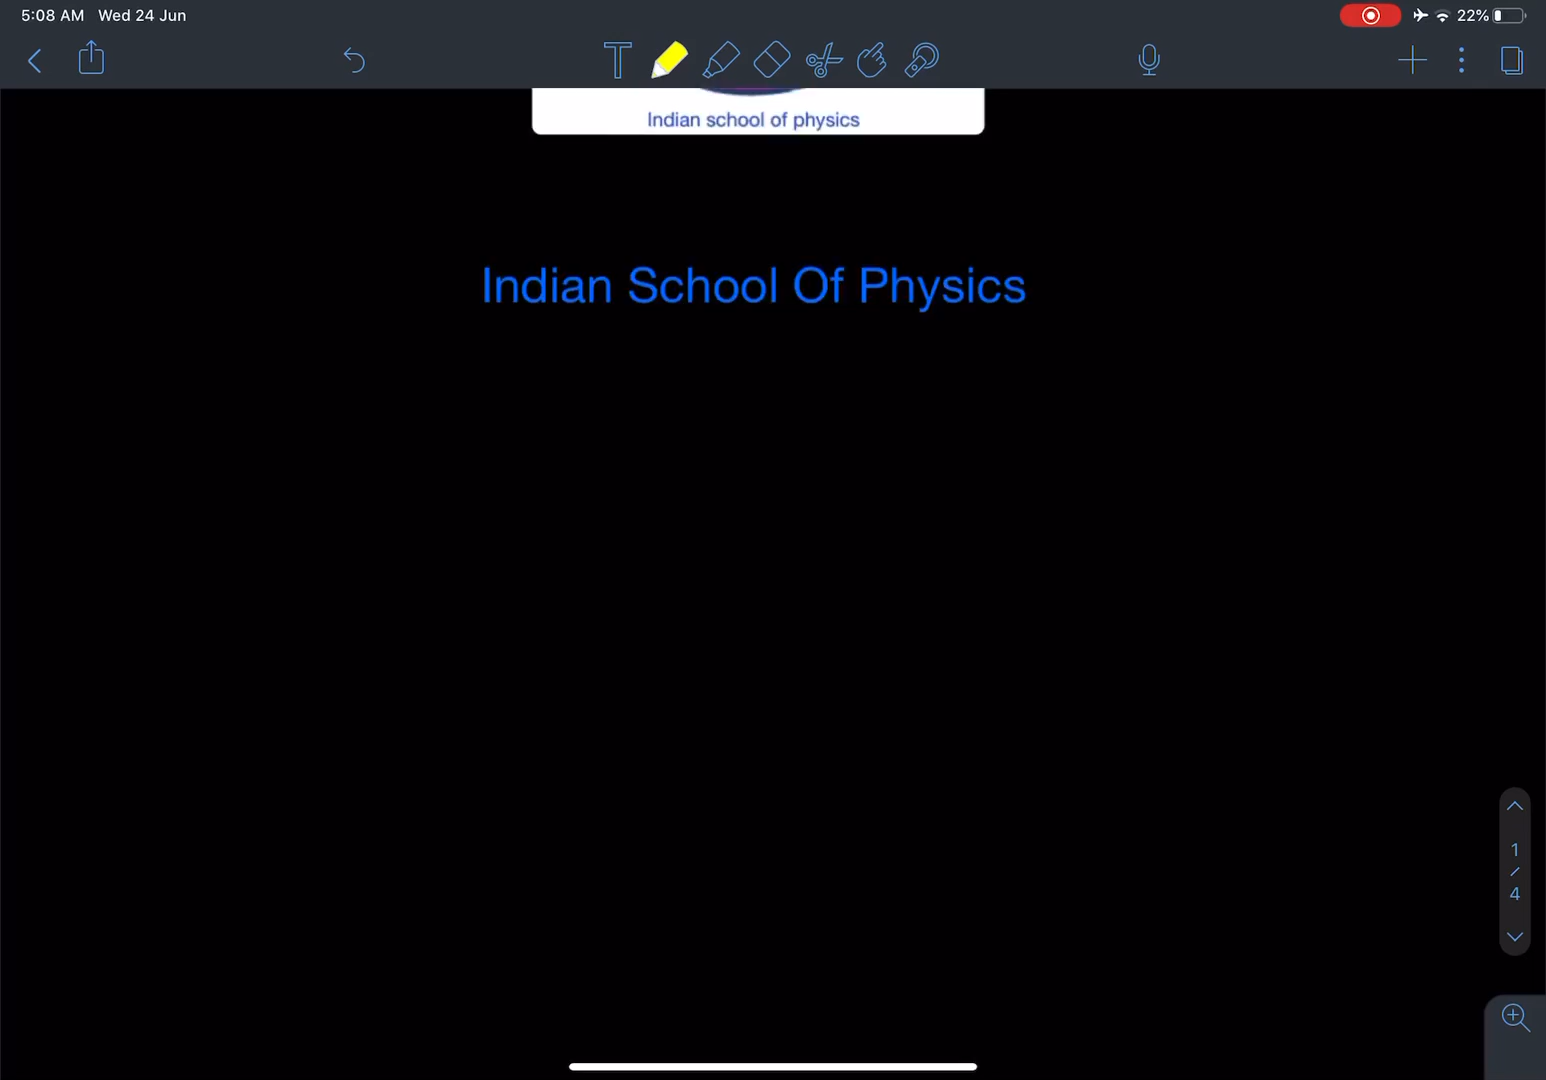 5:08 AM Wed 24 Jun
22%
T
Indian school of physics
Indian School Of Physics
1
/
4